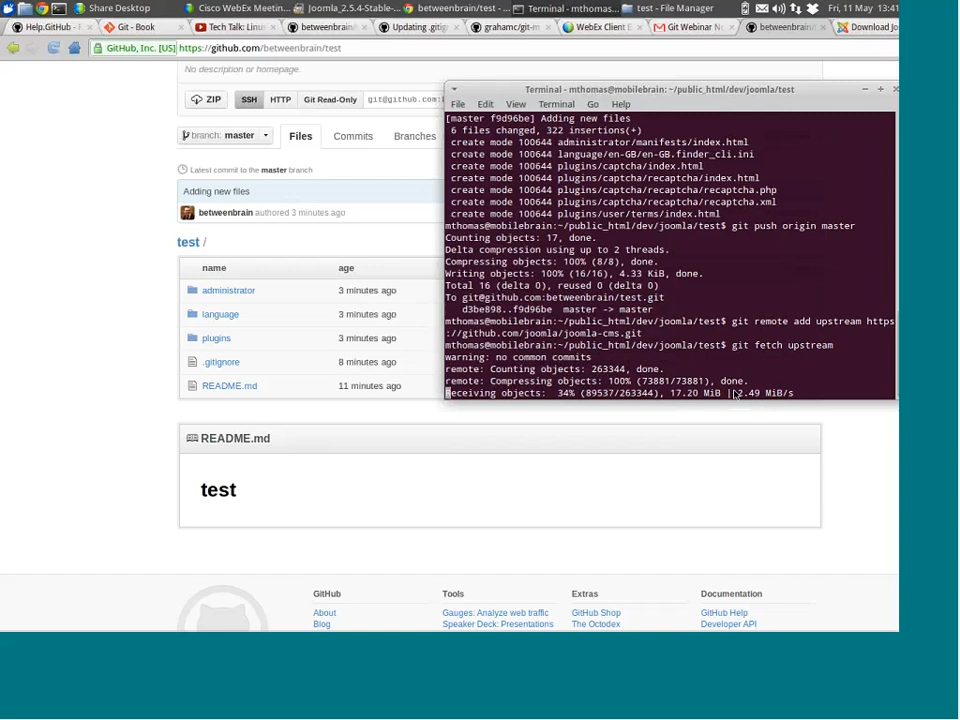 Share Desktop
Cisco WebEx Meetin...
Joomla_2.5.4-Stable-...
betweenbrain/test - ...
Terminal - mthomas...
test - File Manager
Fri, 11 May 13:41
Help.GitHub -
Git - Book
Tech Talk: Linu
betweenbrain/
Updating .gitig
grahamc/git-m
WebEx Client E
Git Webinar No
betweenbrain/
Download Jo
GitHub, Inc. [US] https://github.com/betweenbrain/test
No description or homepage.
ZIP SSH HTTP Git Read-Only git@github.com:
branch: master Files Commits Branches
Latest commit to the master branch
Adding new files
betweenbrain authored 3 minutes ago
test /
name age
administrator 3 minutes ago
language 3 minutes ago
plugins 3 minutes ago
.gitignore 8 minutes ago
README.md 11 minutes ago
Terminal - mthomas@mobilebrain: ~/public_html/dev/joomla/test
File Edit View Terminal Go Help
[master f9d96be] Adding new files
6 files changed, 322 insertions(+)
create mode 100644 administrator/manifests/index.html
create mode 100644 language/en-GB/en-GB.finder_cli.ini
create mode 100644 plugins/captcha/index.html
create mode 100644 plugins/captcha/recaptcha/index.html
create mode 100644 plugins/captcha/recaptcha/recaptcha.php
create mode 100644 plugins/captcha/recaptcha/recaptcha.xml
create mode 100644 plugins/user/terms/index.html
mthomas@mobilebrain:~/public_html/dev/joomla/test$ git push origin master
Counting objects: 17, done.
Delta compression using up to 2 threads.
Compressing objects: 100% (8/8), done.
Writing objects: 100% (16/16), 4.33 KiB, done.
Total 16 (delta 0), reused 0 (delta 0)
To git@github.com:betweenbrain/test.git
d3be898..f9d96be master -> master
mthomas@mobilebrain:~/public_html/dev/joomla/test$ git remote add upstream https
://github.com/joomla/joomla-cms.git
mthomas@mobilebrain:~/public_html/dev/joomla/test$ git fetch upstream
warning: no common commits
remote: Counting objects: 263344, done.
remote: Compressing objects: 100% (73881/73881), done.
Receiving objects: 34% (89537/263344), 17.20 MiB | 2.49 MiB/s
README.md
test
GitHub Tools Extras Documentation
About Gauges: Analyze web traffic GitHub Shop GitHub Help
Blog Speaker Deck: Presentations The Octodex Developer API